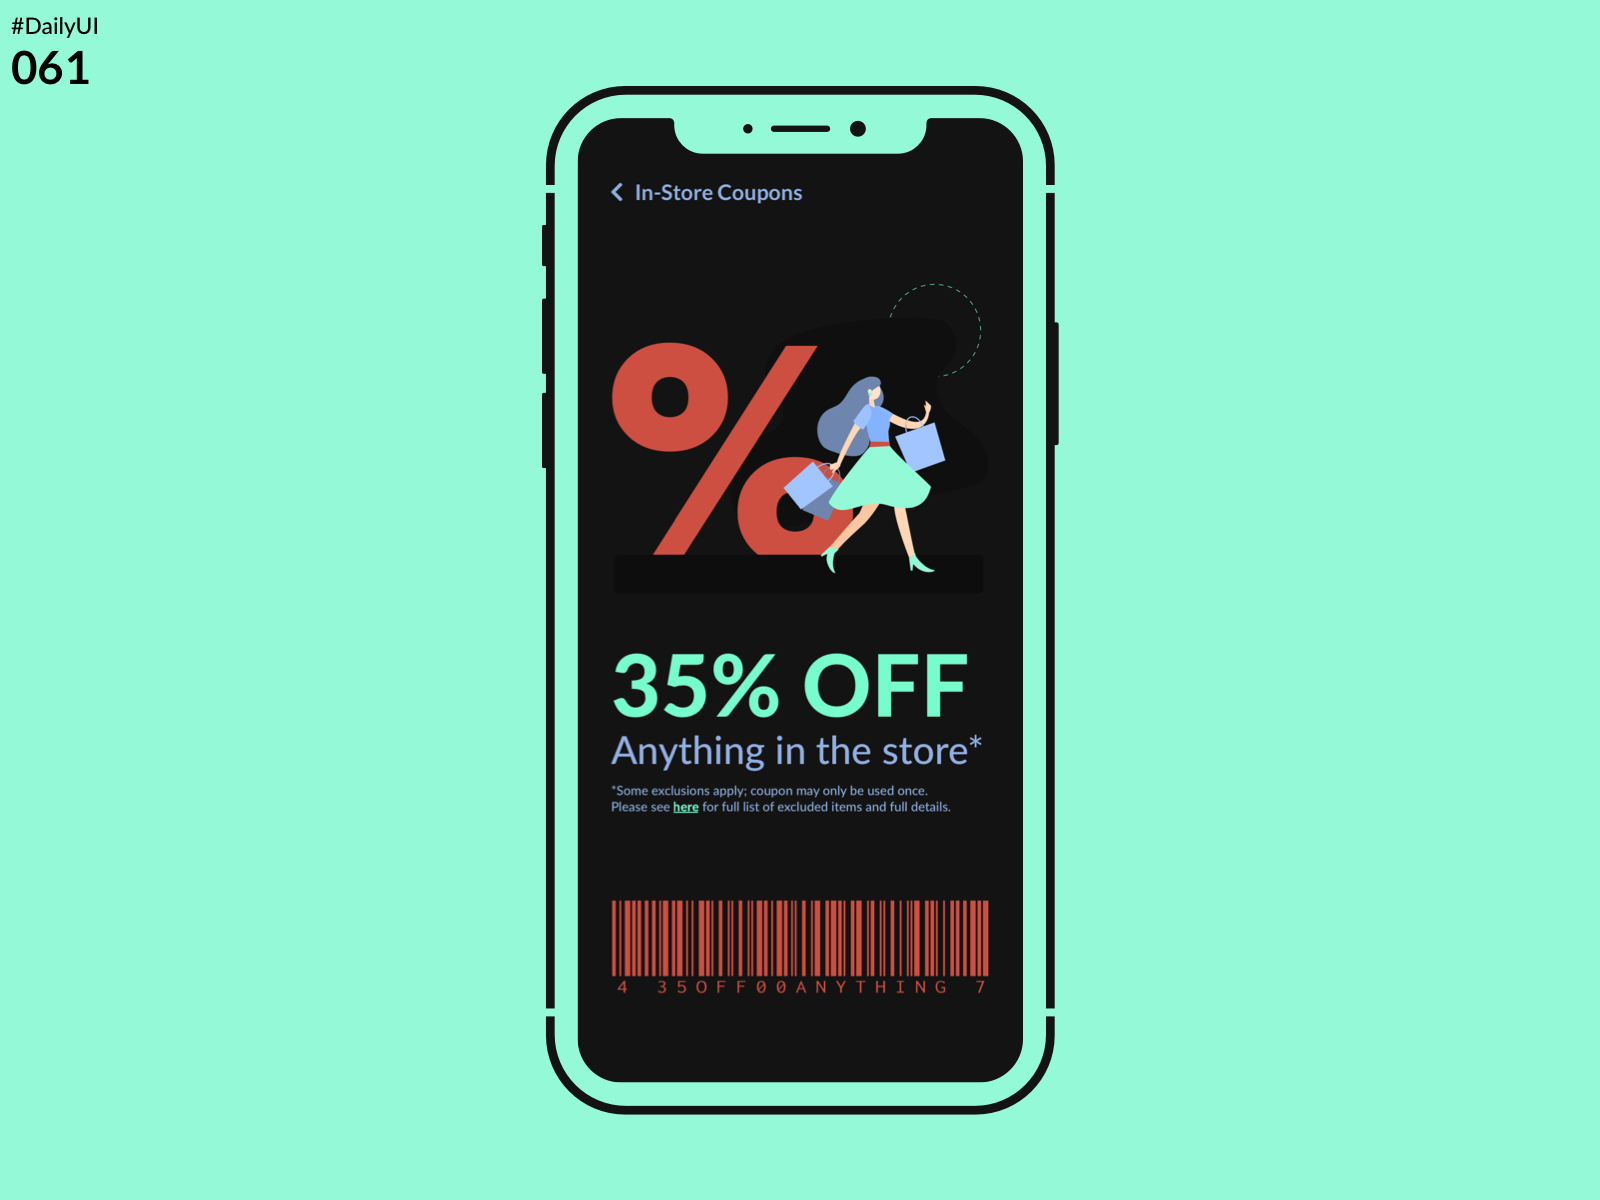 #DailyUI
061
In-Store Coupons
%
35% OFF
Anything in the store*
*Some exclusions apply; coupon may only be used once.
Please see here for full list of excluded items and full details.
4 35OFF00ANYTHING 7